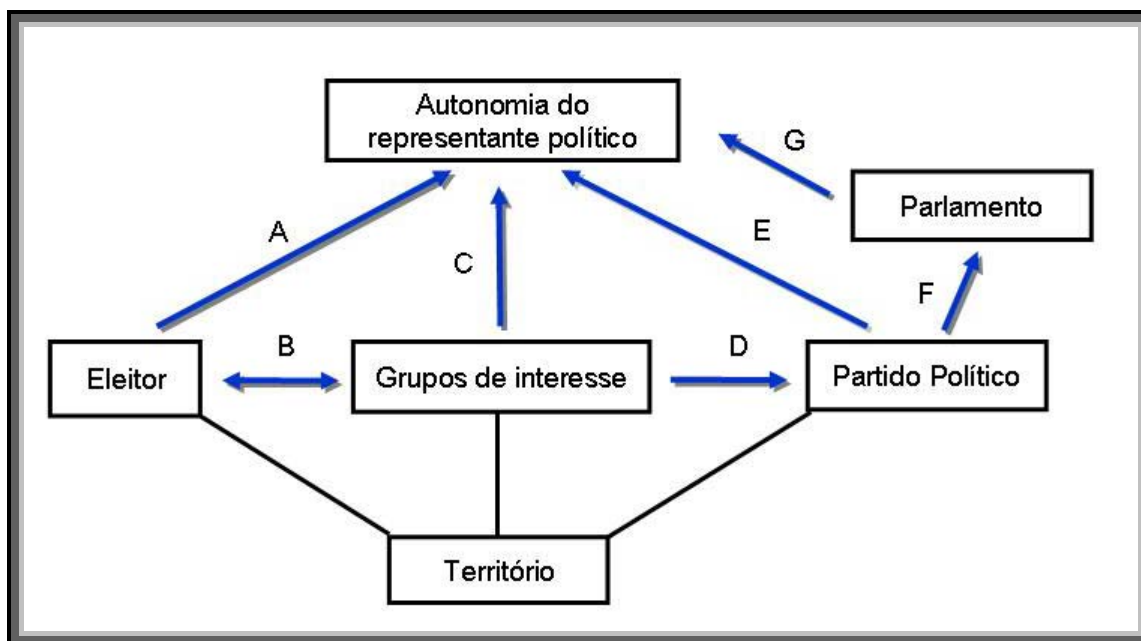 Autonomia do
representante político
G
Parlamento
A
E
C
F
B
D
Eleitor
Grupos de interesse
Partido Político
Território